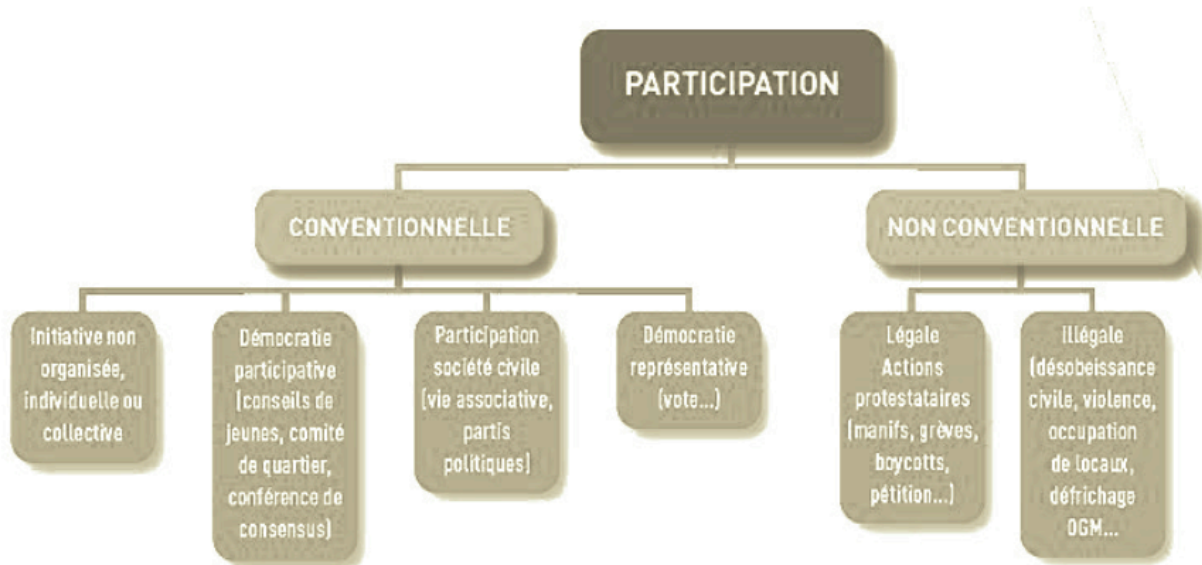 PARTICIPATION
CONVENTIONNELLE
NON CONVENTIONNELLE
Initiative non
organisée,
individuelle ou
collective
Démocratie
participative
(conseils de
jeunes, comité
de quartier,
conférence de
consensus)
Participation
société civile
(vie associative,
partis
politiques)
Démocratie
représentative
(vote...)
Légale
Actions
protestataires
(manifs, grèves,
boycotts,
pétition...)
illégale
(désobeissance
civile, violence,
occupation
de locaux,
défrichage
OGM...